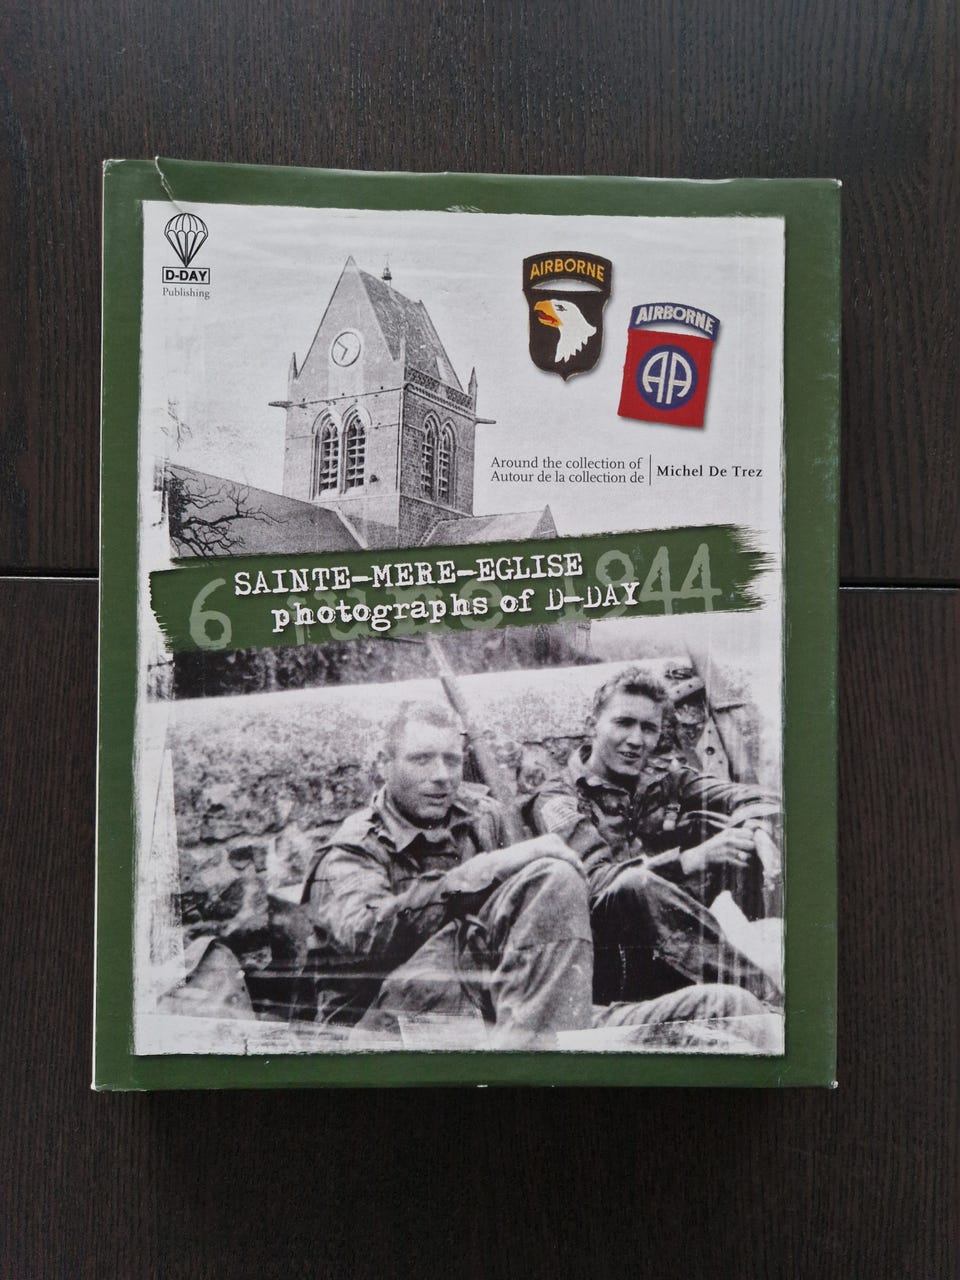 D-DAY
Publishing
AIRBORNE
AIRBORNE
AA
Around the collection of
Autour de la collection de
Michel De Trez
6 June 1944
SAINTE-MERE-EGLISE
photographs of D-DAY